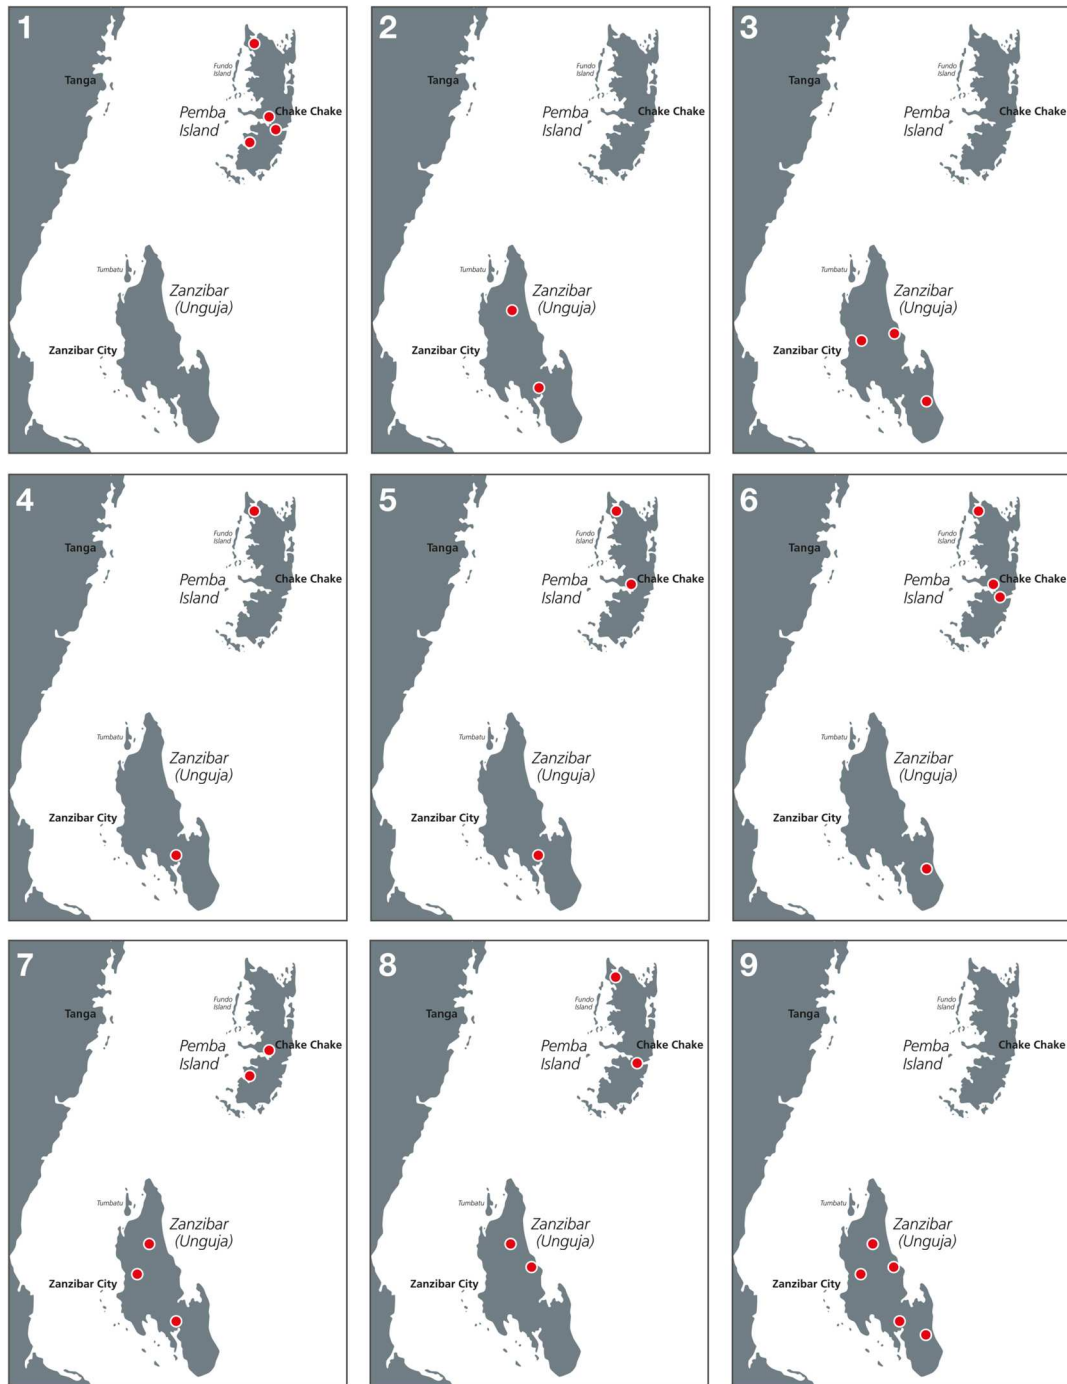 1
Tanga
Fundo
Island
Pemba
Island
Chake Chake
Tumbatu
Zanzibar
(Unguja)
Zanzibar City
2
Tanga
Fundo
Island
Pemba
Island
Chake Chake
Tumbatu
Zanzibar
(Unguja)
Zanzibar City
3
Tanga
Fundo
Island
Pemba
Island
Chake Chake
Tumbatu
Zanzibar
(Unguja)
Zanzibar City
4
Tanga
Fundo
Island
Pemba
Island
Chake Chake
Tumbatu
Zanzibar
(Unguja)
Zanzibar City
5
Tanga
Fundo
Island
Pemba
Island
Chake Chake
Tumbatu
Zanzibar
(Unguja)
Zanzibar City
6
Tanga
Fundo
Island
Pemba
Island
Chake Chake
Tumbatu
Zanzibar
(Unguja)
Zanzibar City
7
Tanga
Fundo
Island
Pemba
Island
Chake Chake
Tumbatu
Zanzibar
(Unguja)
Zanzibar City
8
Tanga
Fundo
Island
Pemba
Island
Chake Chake
Tumbatu
Zanzibar
(Unguja)
Zanzibar City
9
Tanga
Fundo
Island
Pemba
Island
Chake Chake
Tumbatu
Zanzibar
(Unguja)
Zanzibar City